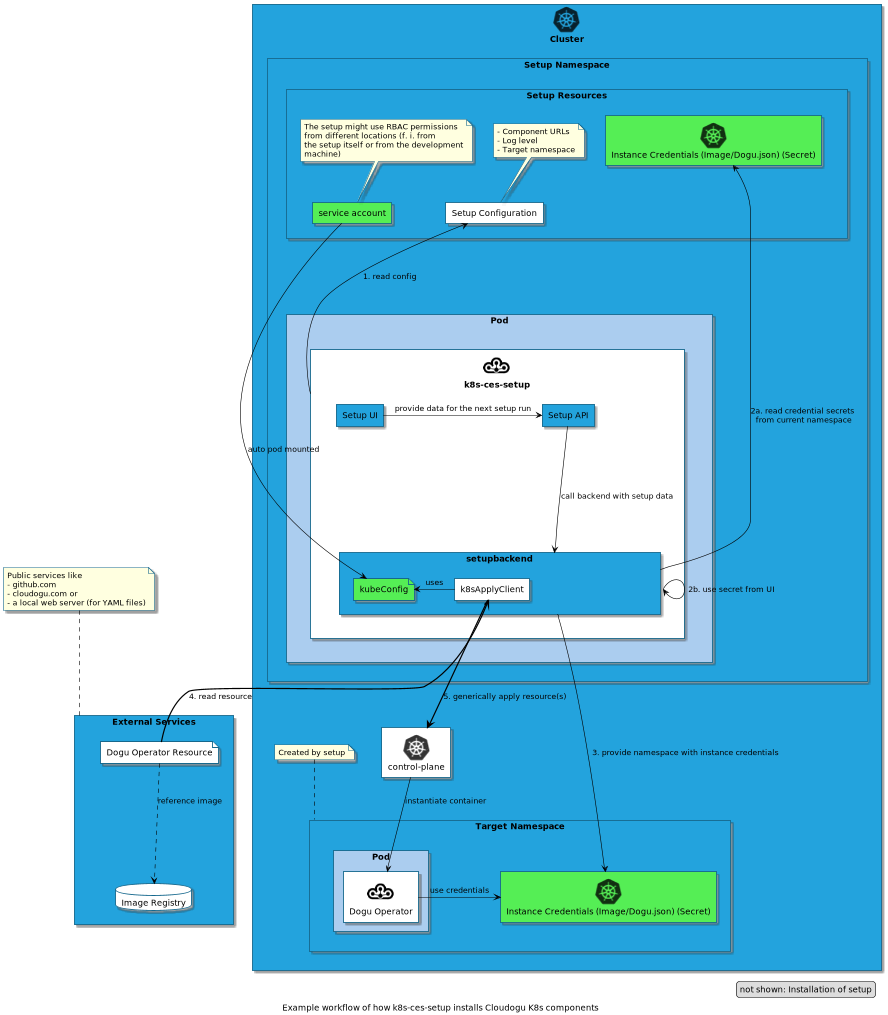 Cluster
Setup Namespace
Setup Resources
The setup might use RBAC permissions
from different locations (f. i. from
the setup itself or from the development
machine)
- Component URLs
- Log level
- Target namespace
Instance Credentials (Image/Dogu.json) (Secret)
service account
Setup Configuration
1. read config
Pod
k8s-ces-setup
Setup UI
provide data for the next setup run
Setup API
2a. read credential secrets
from current namespace
auto pod mounted
call backend with setup data
setupbackend
kubeConfig
uses
k8sApplyClient
2b. use secret from UI
Public services like
- github.com
- cloudogu.com or
- a local web server (for YAML files)
4. read resource
5. generically apply resource(s)
External Services
Dogu Operator Resource
Created by setup
control-plane
3. provide namespace with instance credentials
reference image
instantiate container
Target Namespace
Pod
Dogu Operator
use credentials
Instance Credentials (Image/Dogu.json) (Secret)
Image Registry
not shown: Installation of setup
Example workflow of how k8s-ces-setup installs Cloudogu K8s components